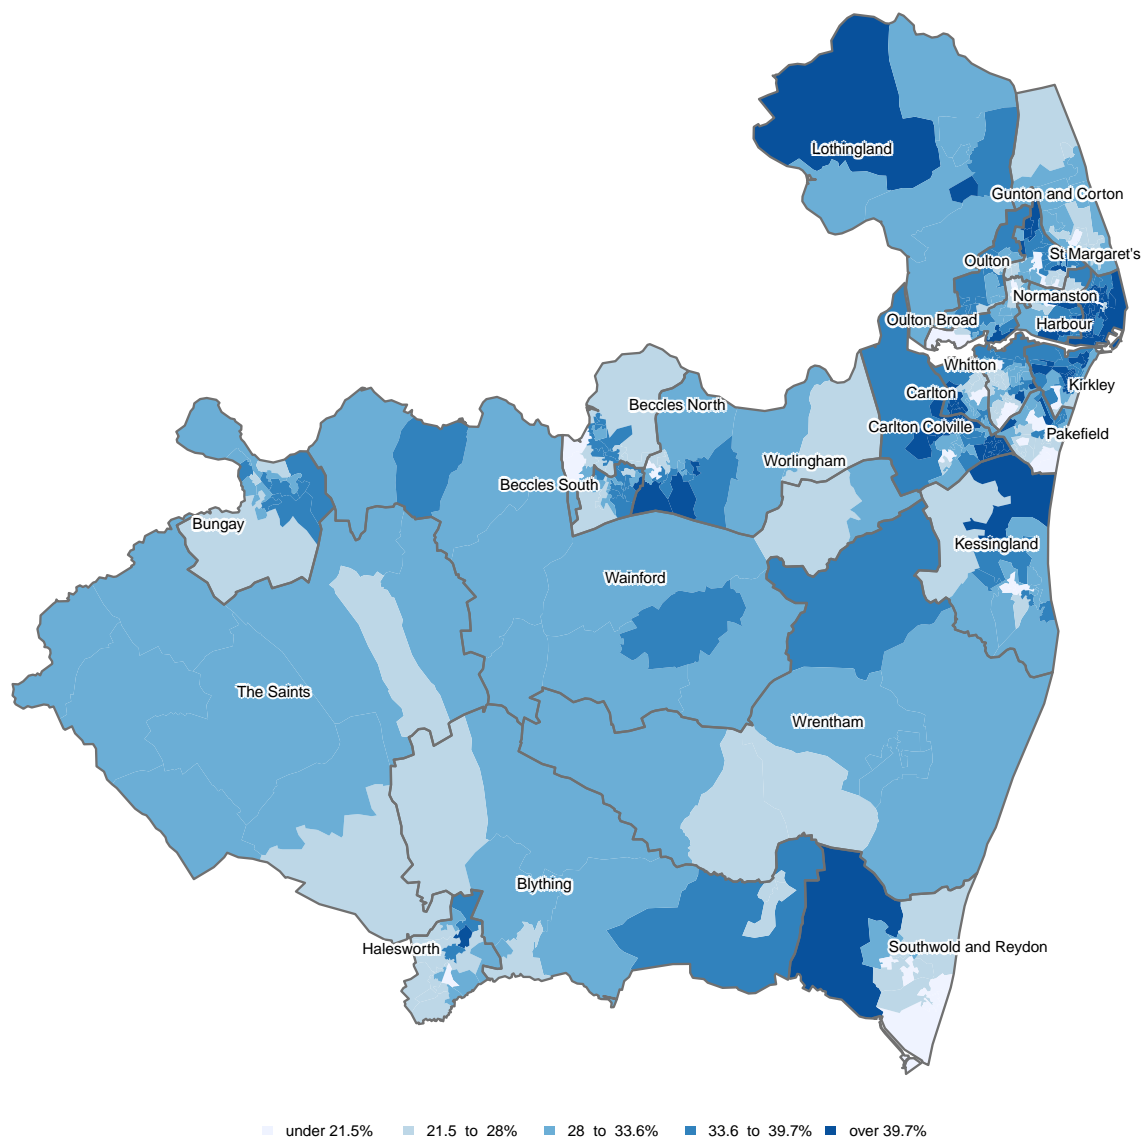 Lothingland
Gunton and Corton
St Margaret's
Oulton
Normanston
Oulton Broad
Harbour
Whitton
Kirkley
Carlton
Beccles North
Carlton Colville
Pakefield
Worlingham
Beccles South
Bungay
Kessingland
Wainford
The Saints
Wrentham
Blything
Halesworth
Southwold and Reydon
under 21.5% 21.5 to 28% 28 to 33.6% 33.6 to 39.7% over 39.7%